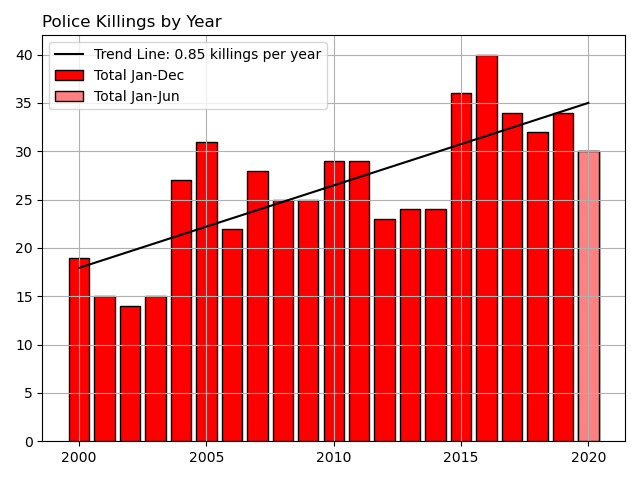 Police Killings by Year
Trend Line: 0.85 killings per year
Total Jan-Dec
Total Jan-Jun
40
35
30
25
20
15
10
5
0
2000 2005 2010 2015 2020